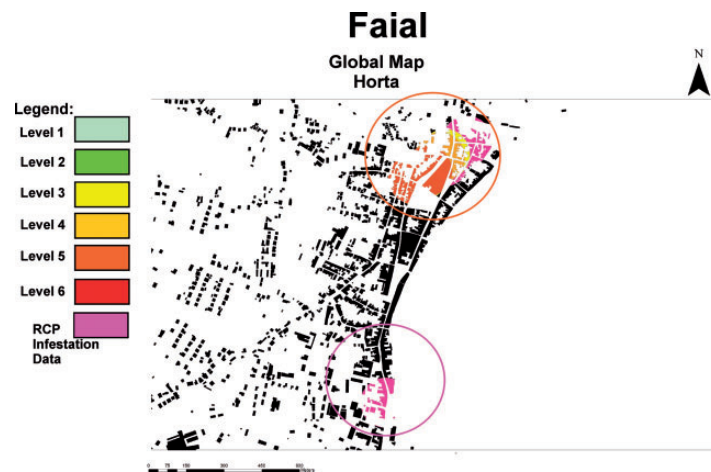 Faial
Global Map
Horta
N
Legend:
Level 1
Level 2
Level 3
Level 4
Level 5
Level 6
RCP
Infestation
Data